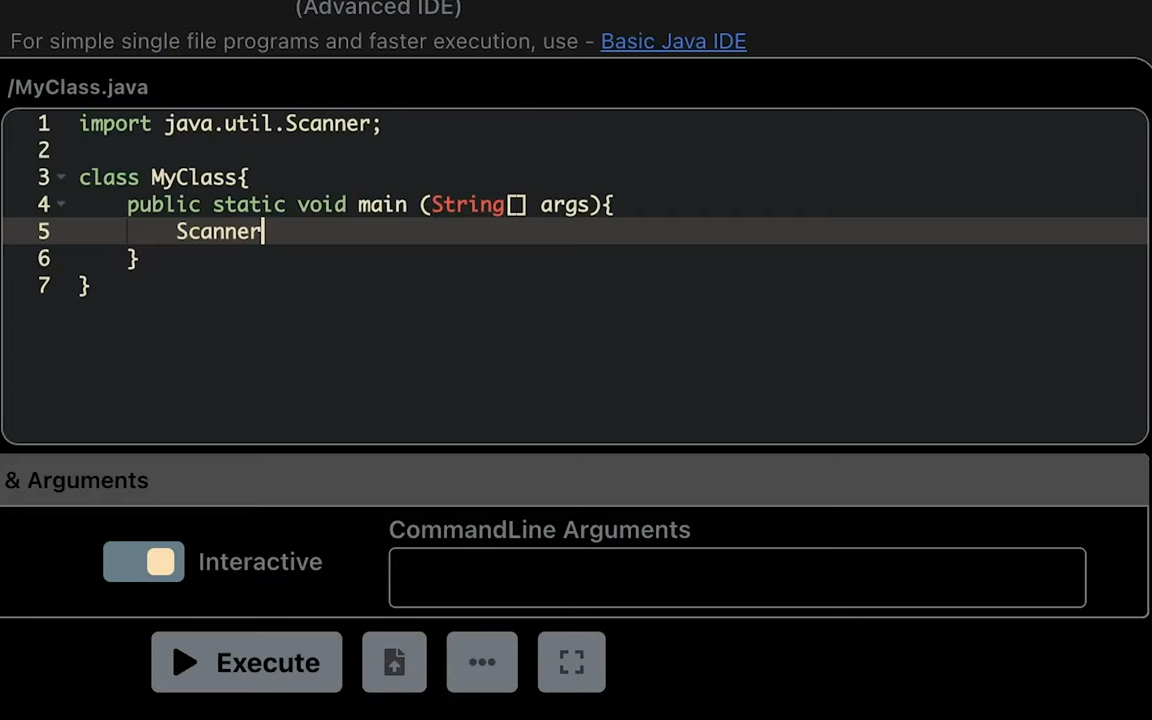 (Advanced IDE)
For simple single file programs and faster execution, use - Basic Java IDE
/MyClass.java
1 import java.util.Scanner;
2
3 class MyClass{
4 public static void main (String[] args){
5 Scanner
6 }
7 }
& Arguments
Interactive
CommandLine Arguments
Execute